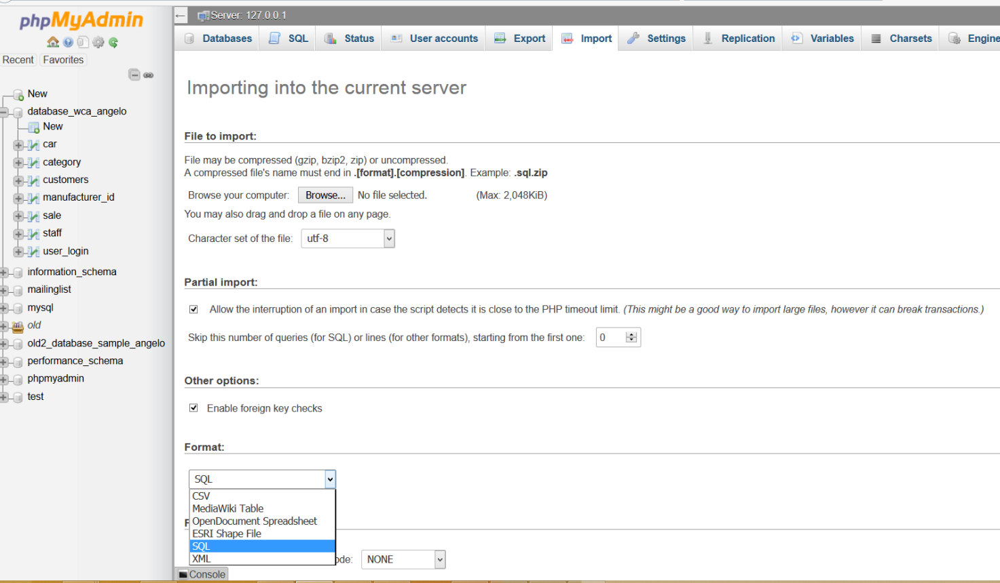 phpMyAdmin
Recent Favorites
New
database_wca_angelo
New
car
category
customers
manufacturer_id
sale
staff
user_login
information_schema
mailinglist
mysql
old
old2_database_sample_angelo
performance_schema
phpmyadmin
test
Server: 127.0.0.1
Databases SQL Status User accounts Export Import Settings Replication Variables Charsets Engine
Importing into the current server
File to import:
File may be compressed (gzip, bzip2, zip) or uncompressed.
A compressed file's name must end in .[format].[compression]. Example: .sql.zip
Browse your computer: Browse... No file selected. (Max: 2,048KiB)
You may also drag and drop a file on any page.
Character set of the file: utf-8
Partial import:
Allow the interruption of an import in case the script detects it is close to the PHP timeout limit. (This might be a good way to import large files, however it can break transactions.)
Skip this number of queries (for SQL) or lines (for other formats), starting from the first one: 0
Other options:
Enable foreign key checks
Format:
SQL
CSV
MediaWiki Table
OpenDocument Spreadsheet
ESRI Shape File
SQL
XML
ode: NONE
Console